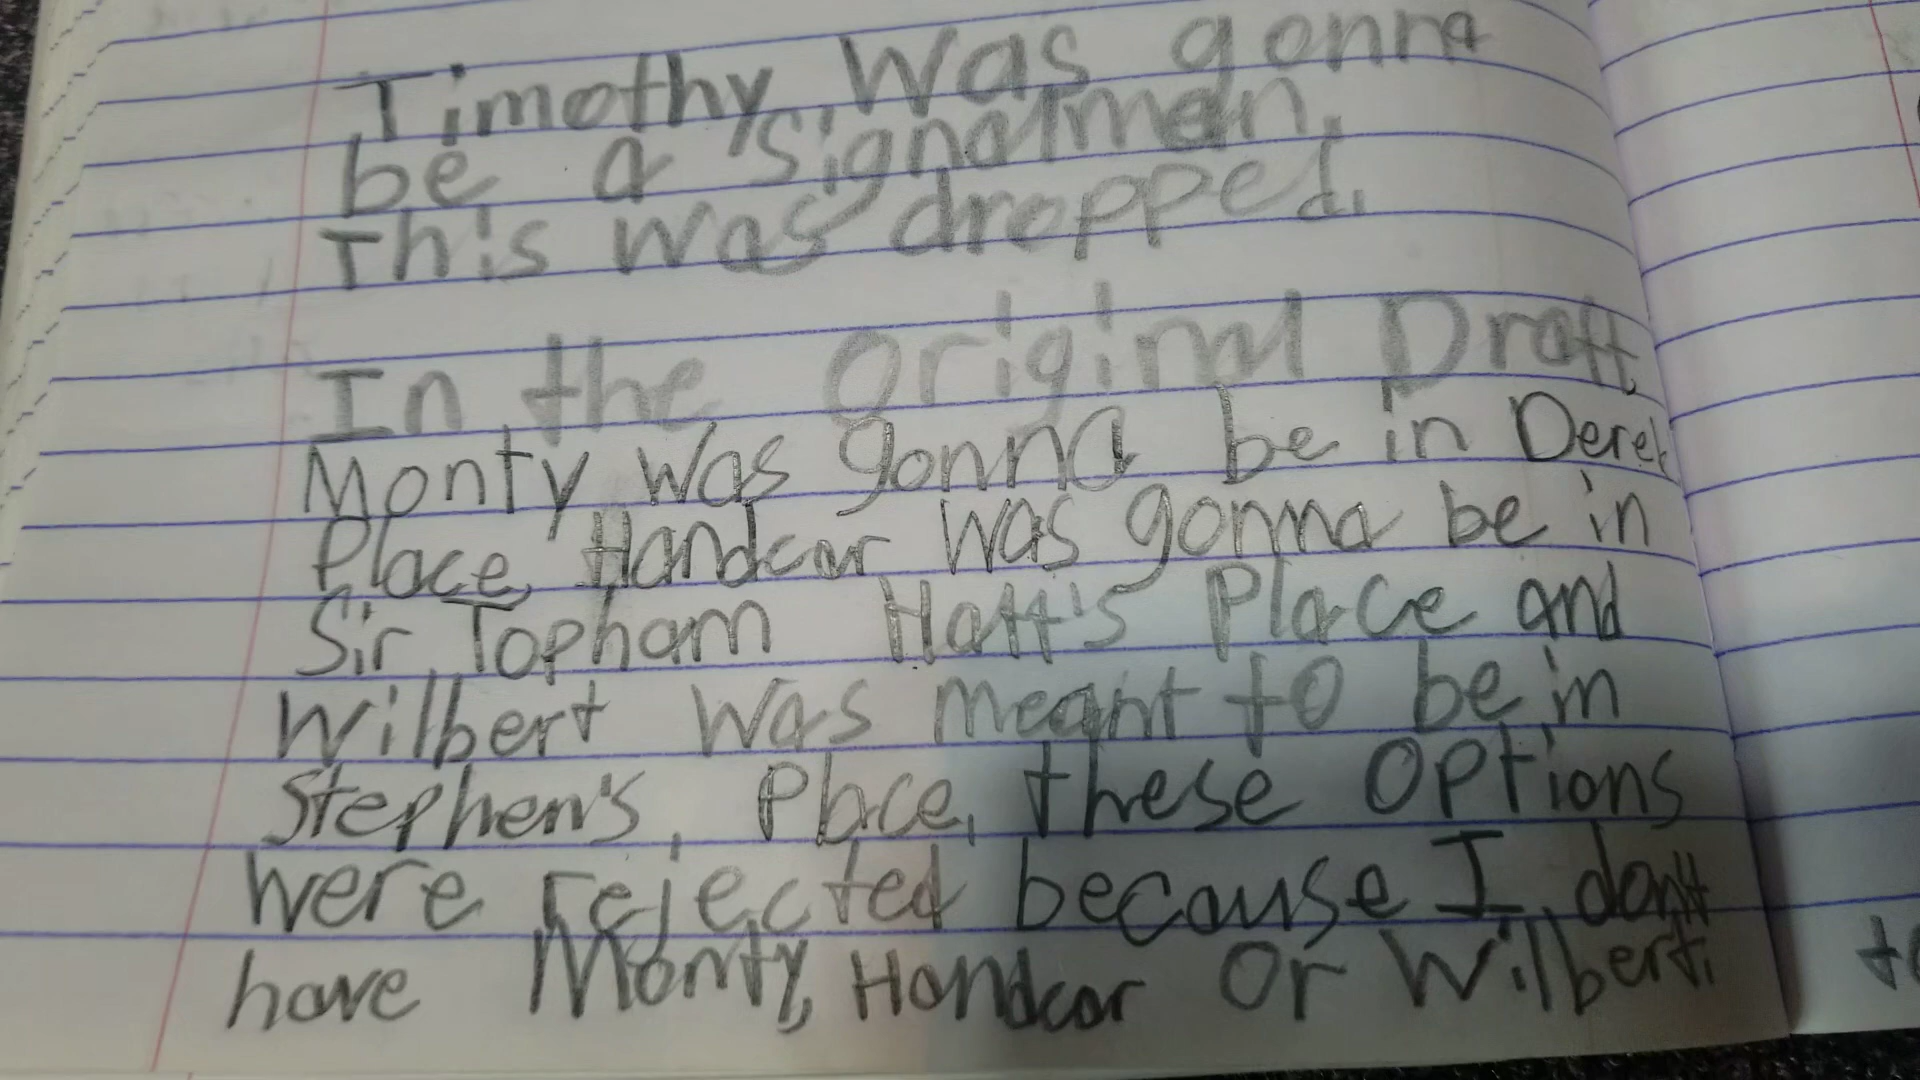 Timothy was gonna
be a signalman.
This was dropped.
In the original Draft,
Monty was gonna be in Derek
Place, Handcar was gonna be in
Sir Topham Hatt's Place and
Wilbert was meant to be in
Stephen's, Place, these options
were rejected because I don't
have Monty, Handcar or Wilbert.